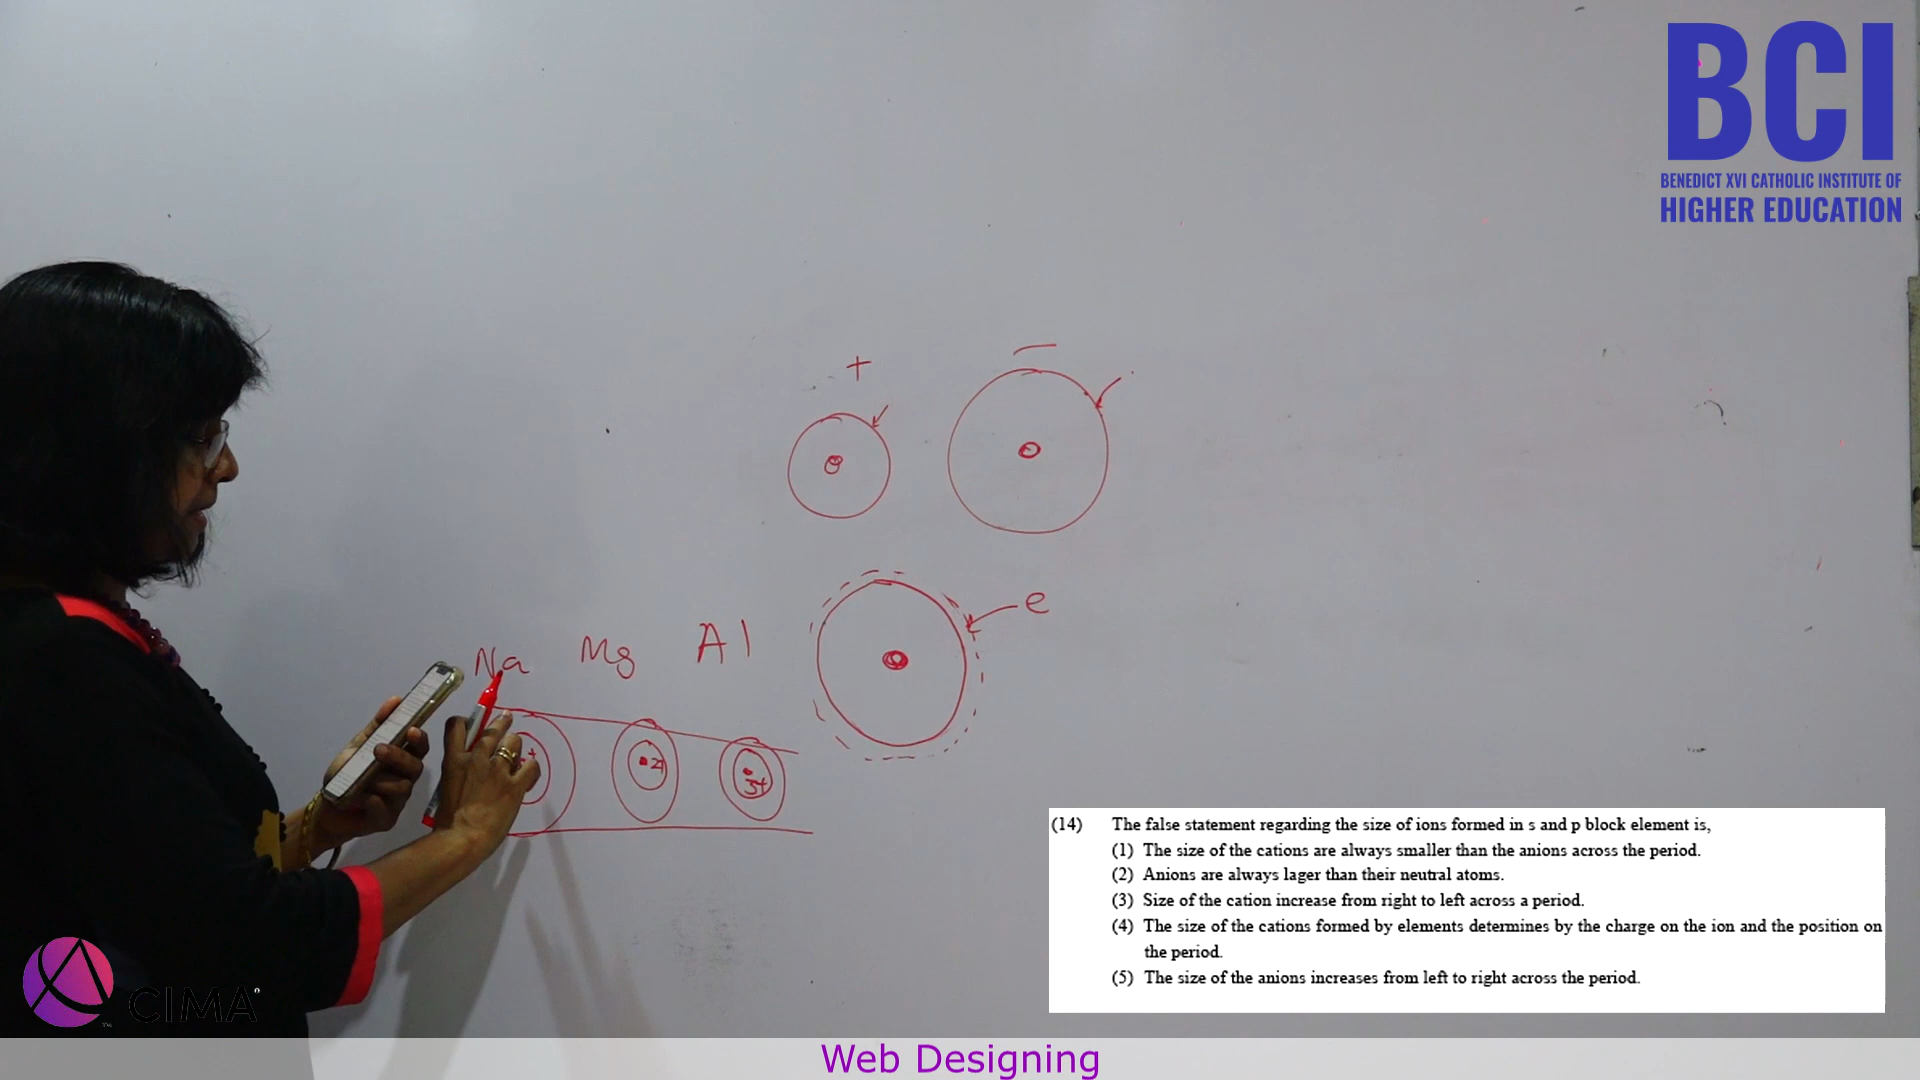 BCI
BENEDICT XVI CATHOLIC INSTITUTE OF
HIGHER EDUCATION
+ −
e
Na Mg Al
+ 2+ 3+
(14) The false statement regarding the size of ions formed in s and p block element is,
(1) The size of the cations are always smaller than the anions across the period.
(2) Anions are always lager than their neutral atoms.
(3) Size of the cation increase from right to left across a period.
(4) The size of the cations formed by elements determines by the charge on the ion and the position on
the period.
(5) The size of the anions increases from left to right across the period.
CIMA
Web Designing